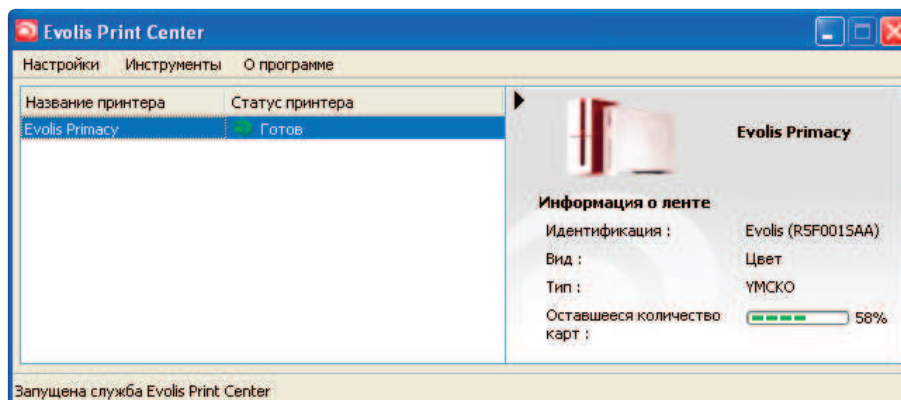 Evolis Print Center
Настройки Инструменты О программе
Название принтера Статус принтера
Evolis Primacy Готов
Evolis Primacy
Информация о ленте
Идентификация : Evolis (R5F001SAA)
Вид : Цвет
Тип : YMCKO
Оставшееся количество карт : 58%
Запущена служба Evolis Print Center